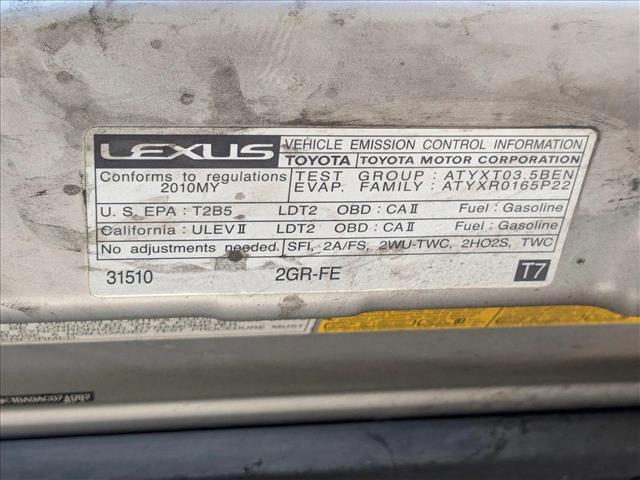 LEXUS
VEHICLE EMISSION CONTROL INFORMATION
TOYOTA TOYOTA MOTOR CORPORATION
Conforms to regulations
2010MY
TEST GROUP : ATYXT03.5BEN
EVAP. FAMILY : ATYXR0165P22
U. S. EPA : T2B5 LDT2 OBD : CA II Fuel : Gasoline
California : ULEV II LDT2 OBD : CA II Fuel : Gasoline
No adjustments needed. SFI, 2A/FS, 2WU-TWC, 2HO2S, TWC
31510 2GR-FE T7
MUST